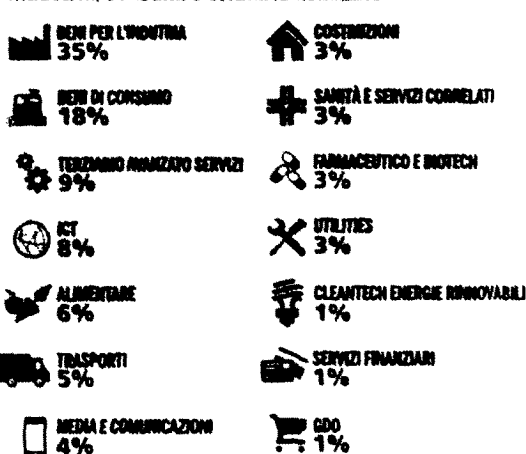 BENI PER L'INDUTRIA
35%
BENI DI CONSUMO
18%
TERZIARIO AVANZATO SERVIZI
9%
ICT
8%
ALIMENTARE
6%
TRASPORTI
5%
MEDIA E COMUNICAZIONI
4%
COSTRUZIONI
3%
SANITÀ E SERVIZI CORRELATI
3%
FARMACEUTICO E BIOTECH
3%
UTILITIES
3%
CLEANTECH ENERGIE RINNOVABILI
1%
SERVIZI FINANZIARI
1%
GDO
1%